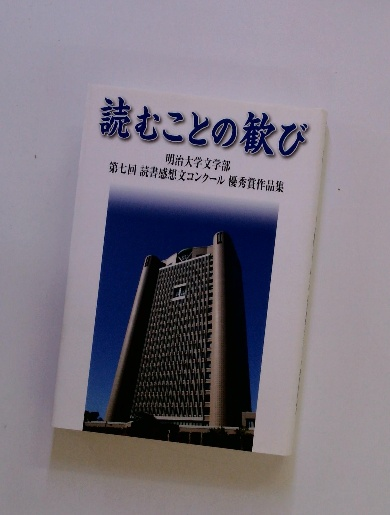 読むことの歓び
明治大学文学部
第七回 読書感想文コンクール 優秀賞作品集